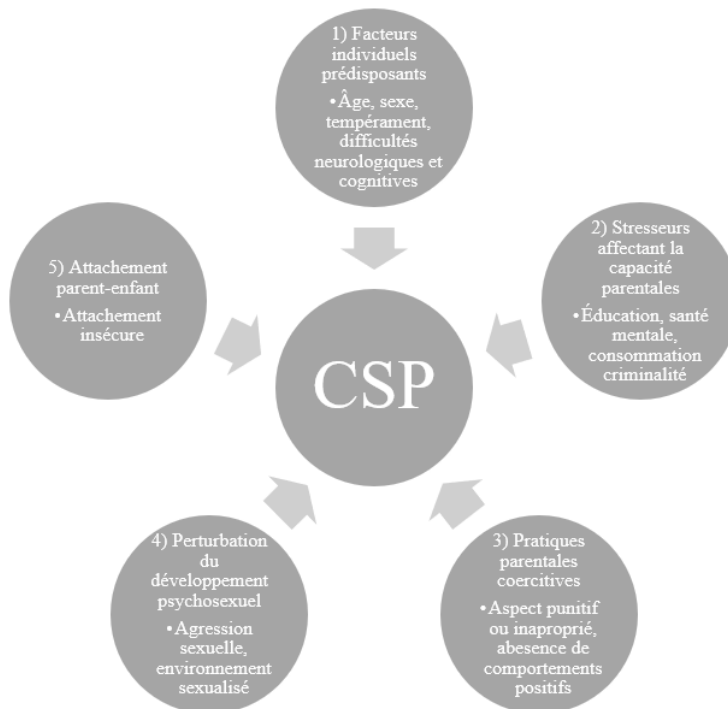 1) Facteurs
individuels
prédisposants
•Âge, sexe,
tempérament,
difficultés
neurologiques et
cognitives
2) Stresseurs
affectant la
capacité
parentales
•Éducation, santé
mentale,
consommation
criminalité
3) Pratiques
parentales
coercitives
•Aspect punitif
ou inaproprié,
abesence de
comportements
positifs
4) Perturbation
du
développement
psychosexuel
•Agression
sexuelle,
environnement
sexualisé
5) Attachement
parent-enfant
•Attachement
insécure
CSP